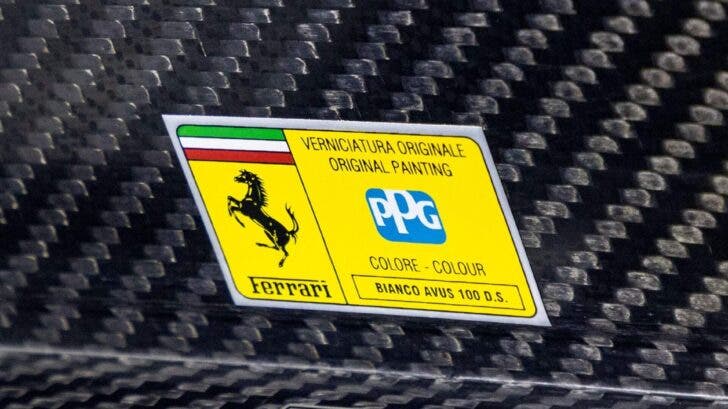 VERNICIATURA ORIGINALE
ORIGINAL PAINTING
PPG
COLORE - COLOUR
BIANCO AVUS 100 D.S.
Ferrari